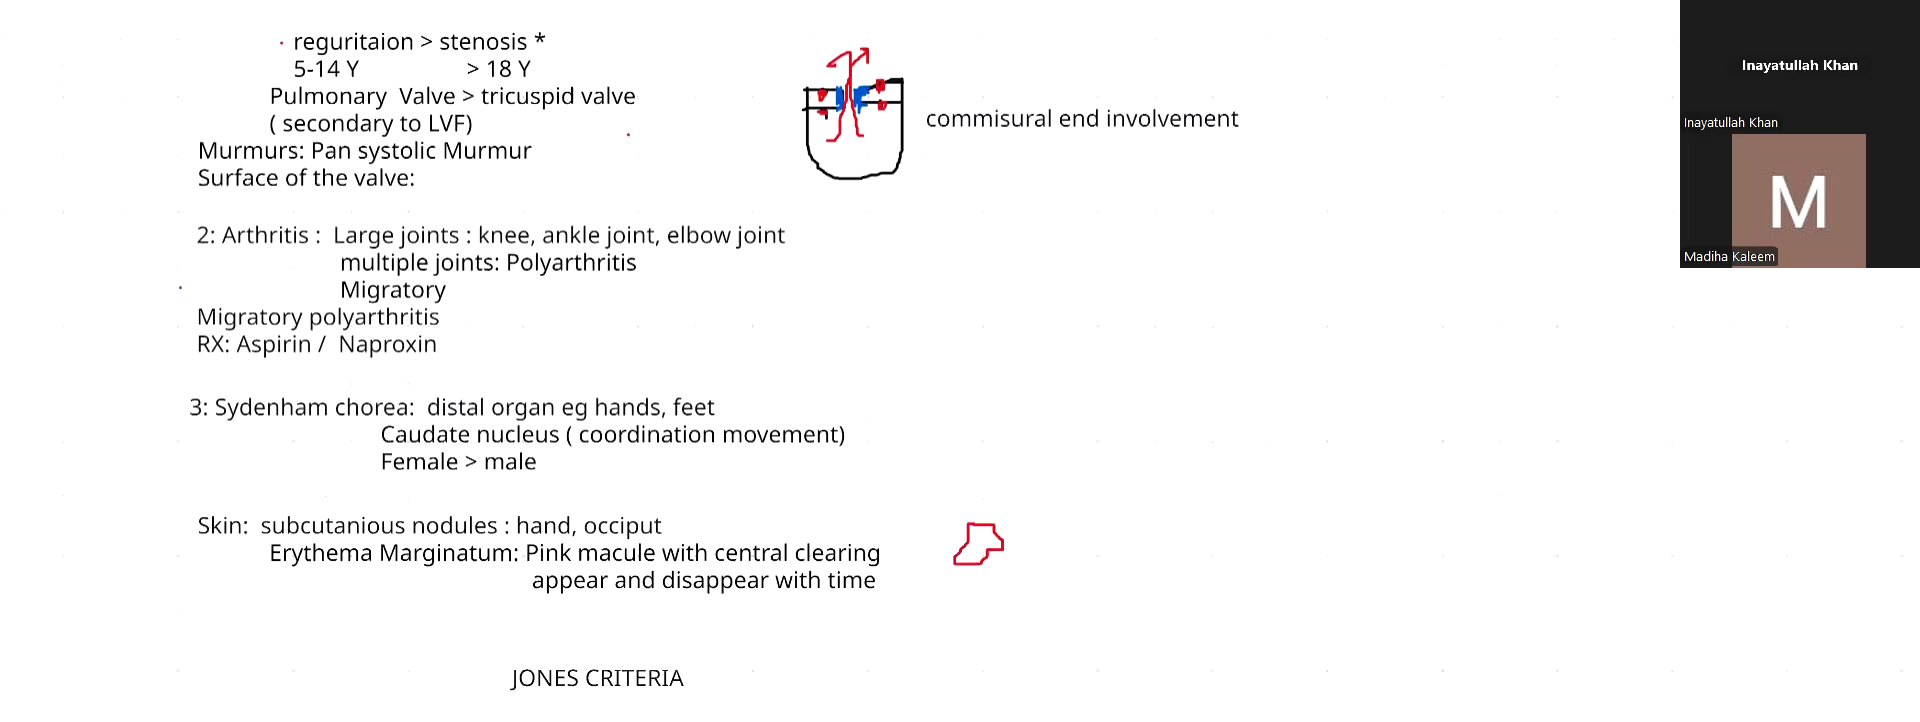 reguritaion > stenosis *
5-14 Y > 18 Y
Pulmonary Valve > tricuspid valve
( secondary to LVF)
Murmurs: Pan systolic Murmur
Surface of the valve:
commisural end involvement
2: Arthritis : Large joints : knee, ankle joint, elbow joint
multiple joints: Polyarthritis
Migratory
Migratory polyarthritis
RX: Aspirin / Naproxin
3: Sydenham chorea: distal organ eg hands, feet
Caudate nucleus ( coordination movement)
Female > male
Skin: subcutanious nodules : hand, occiput
Erythema Marginatum: Pink macule with central clearing
appear and disappear with time
JONES CRITERIA
Inayatullah Khan
Inayatullah Khan
M
Madiha Kaleem